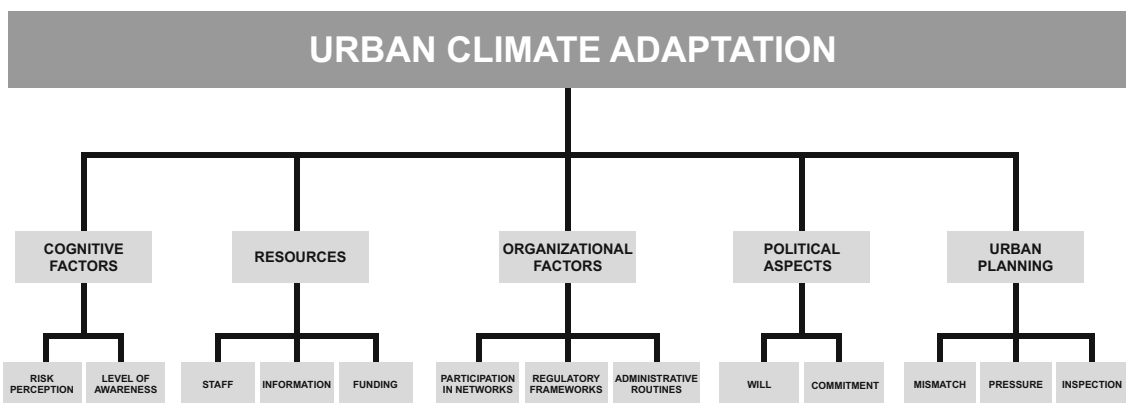 URBAN CLIMATE ADAPTATION
COGNITIVE
FACTORS
RESOURCES
ORGANIZATIONAL
FACTORS
POLITICAL
ASPECTS
URBAN
PLANNING
RISK
PERCEPTION
LEVEL OF
AWARENESS
STAFF
INFORMATION
FUNDING
PARTICIPATION
IN NETWORKS
REGULATORY
FRAMEWORKS
ADMINISTRATIVE
ROUTINES
WILL
COMMITMENT
MISMATCH
PRESSURE
INSPECTION